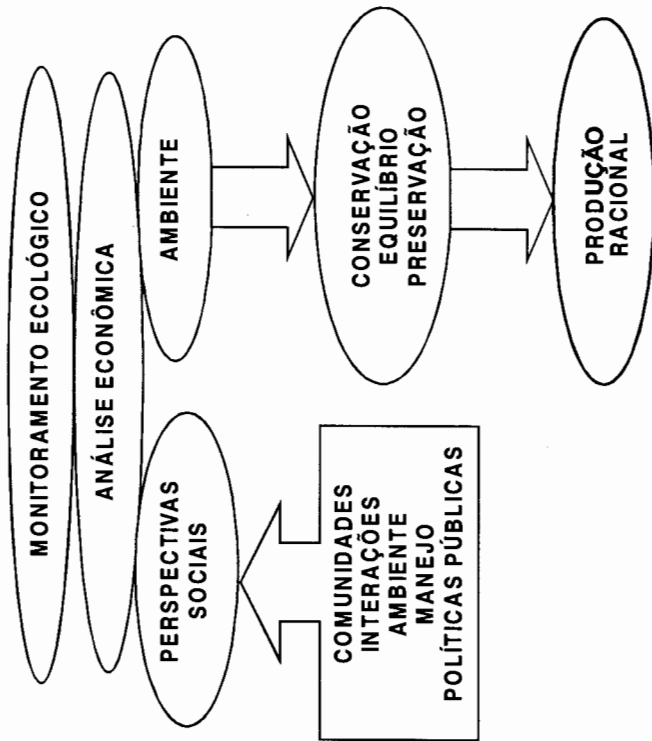 MONITORAMENTO ECOLÓGICO
ANÁLISE ECONÔMICA
PERSPECTIVAS
SOCIAIS
AMBIENTE
COMUNIDADES
INTERAÇÕES
AMBIENTE
MANEJO
POLÍTICAS PÚBLICAS
CONSERVAÇÃO
EQUILÍBRIO
PRESERVAÇÃO
PRODUÇÃO
RACIONAL